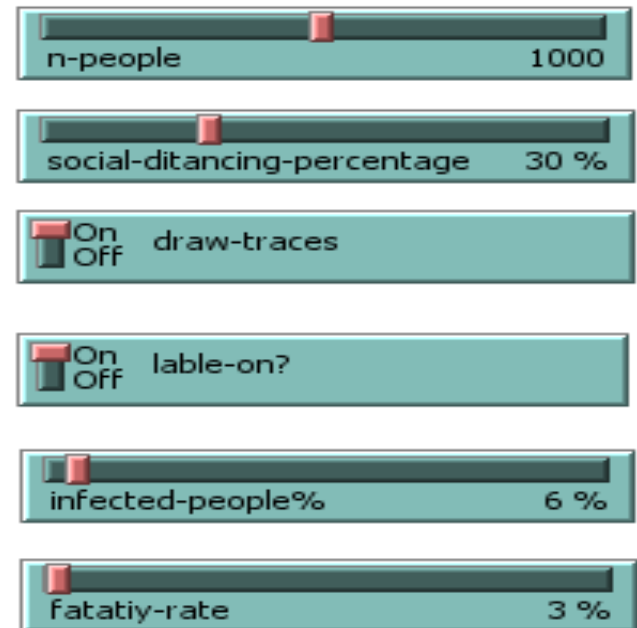 n-people 1000
social-ditancing-percentage 30 %
On
Off
draw-traces
On
Off
lable-on?
infected-people% 6 %
fatatiy-rate 3 %